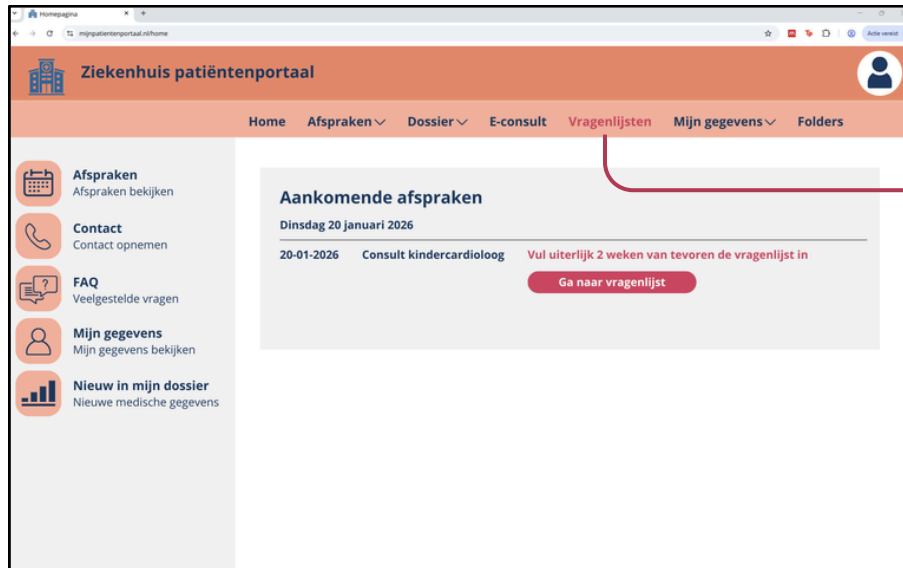 Homepagina
mijnpatientenportaal.nl/home
Actie vereist
Ziekenhuis patiëntenportaal
Home Afspraken Dossier E-consult Vragenlijsten Mijn gegevens Folders
Afspraken
Afspraken bekijken
Contact
Contact opnemen
FAQ
Veelgestelde vragen
Mijn gegevens
Mijn gegevens bekijken
Nieuw in mijn dossier
Nieuwe medische gegevens
Aankomende afspraken
Dinsdag 20 januari 2026
20-01-2026 Consult kindercardioloog Vul uiterlijk 2 weken van tevoren de vragenlijst in
Ga naar vragenlijst